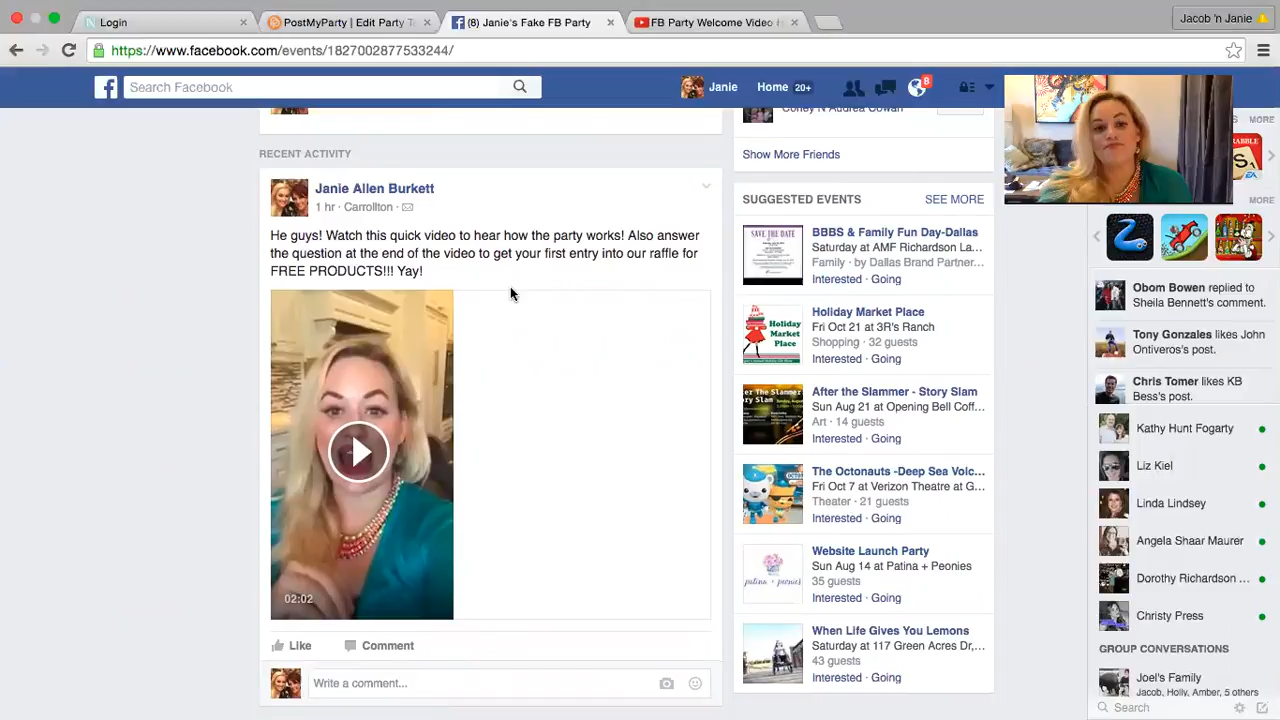 Login
PostMyParty | Edit Party Te
(8) Janie's Fake FB Party
FB Party Welcome Video H
Jacob 'n Janie
https://www.facebook.com/events/1827002877533244/
Search Facebook
Janie
Home 20+
8
Show More Friends
RECENT ACTIVITY
Janie Allen Burkett
1 hr · Carrollton
He guys! Watch this quick video to hear how the party works! Also answer
the question at the end of the video to get your first entry into our raffle for
FREE PRODUCTS!!! Yay!
02:02
Like
Comment
Write a comment...
SUGGESTED EVENTS
SEE MORE
SAVE THE DATE
BBBS & Family Fun Day-Dallas
Saturday at AMF Richardson La...
Family · by Dallas Brand Partner...
Interested · Going
Holiday
Market
Place
Holiday Market Place
Fri Oct 21 at 3R's Ranch
Shopping · 32 guests
Interested · Going
After the Slammer - Story Slam
Sun Aug 21 at Opening Bell Coff...
Art · 14 guests
Interested · Going
The Octonauts -Deep Sea Volc...
Fri Oct 7 at Verizon Theatre at G...
Theater · 21 guests
Interested · Going
patina + peonies
Website Launch Party
Sun Aug 14 at Patina + Peonies
35 guests
Interested · Going
When Life Gives You Lemons
Saturday at 117 Green Acres Dr,...
43 guests
Interested · Going
MORE
MORE
Obom Bowen replied to
Sheila Bennett's comment.
Tony Gonzales likes John
Ontiveros's post.
Chris Tomer likes KB
Bess's post.
Kathy Hunt Fogarty
Liz Kiel
Linda Lindsey
Angela Shaar Maurer
Dorothy Richardson ...
Christy Press
GROUP CONVERSATIONS
Joel's Family
Jacob, Holly, Amber, 5 others
Search